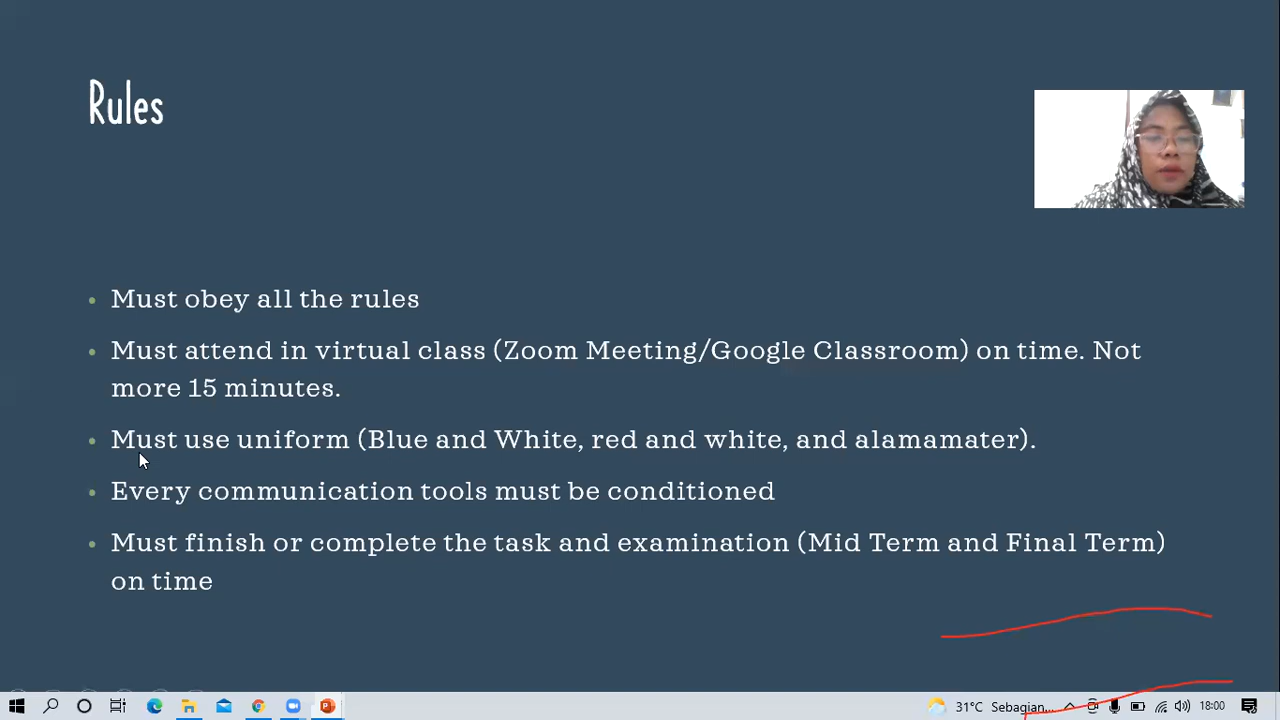 Rules
• Must obey all the rules
• Must attend in virtual class (Zoom Meeting/Google Classroom) on time. Not
more 15 minutes.
• Must use uniform (Blue and White, red and white, and alamamater).
• Every communication tools must be conditioned
• Must finish or complete the task and examination (Mid Term and Final Term)
on time
31°C Sebagian... 18:00